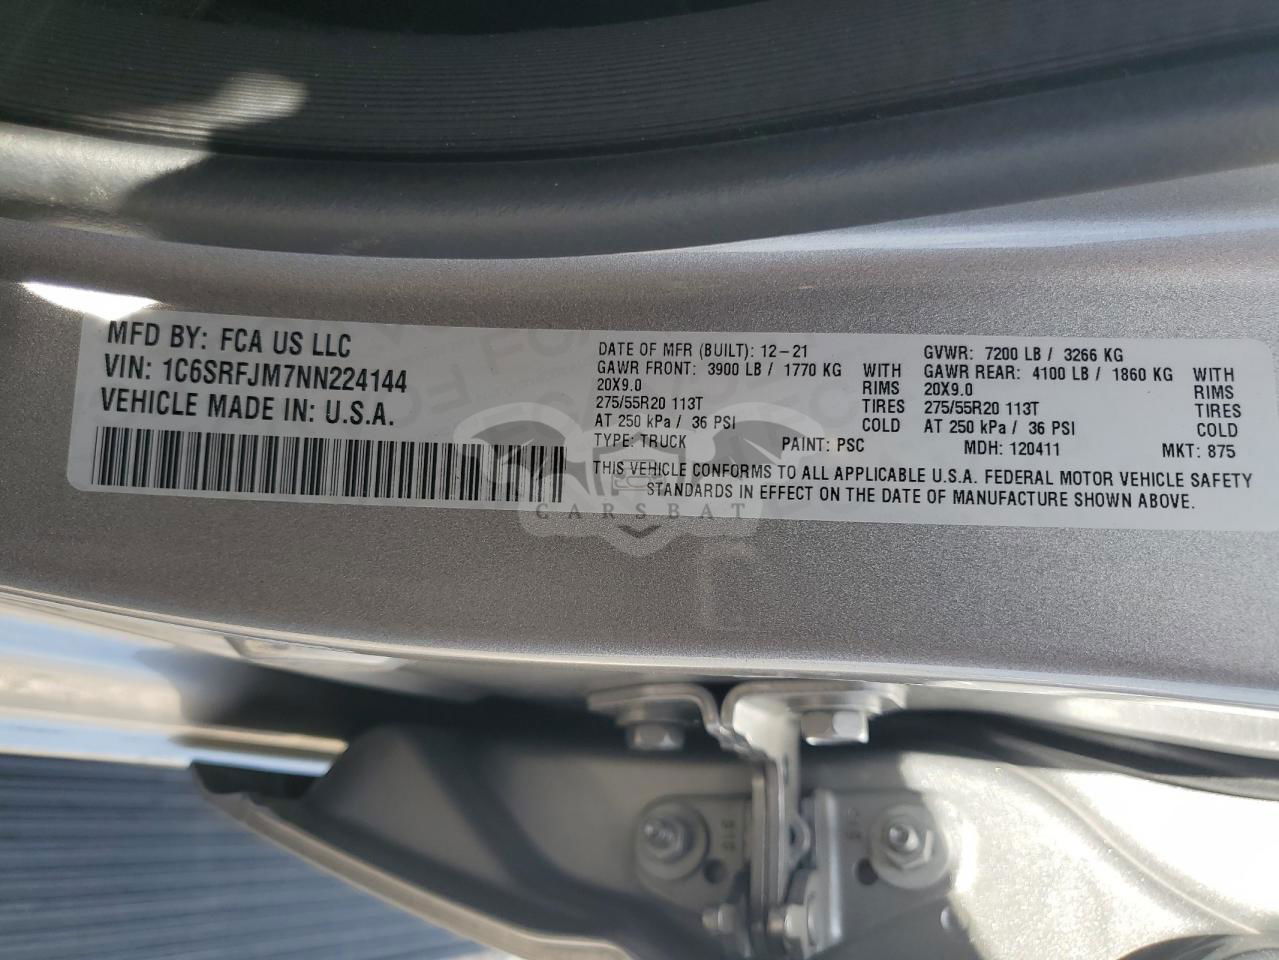 MFD BY: FCA US LLC
VIN: 1C6SRFJM7NN224144
VEHICLE MADE IN: U.S.A.
DATE OF MFR (BUILT): 12-21
GAWR FRONT: 3900 LB / 1770 KG WITH
20X9.0 RIMS
275/55R20 113T TIRES
AT 250 kPa / 36 PSI COLD
TYPE: TRUCK PAINT: PSC
GVWR: 7200 LB / 3266 KG
GAWR REAR: 4100 LB / 1860 KG WITH
20X9.0 RIMS
275/55R20 113T TIRES
AT 250 kPa / 36 PSI COLD
MDH: 120411 MKT: 875
THIS VEHICLE CONFORMS TO ALL APPLICABLE U.S.A. FEDERAL MOTOR VEHICLE SAFETY
STANDARDS IN EFFECT ON THE DATE OF MANUFACTURE SHOWN ABOVE.
CARSBAT